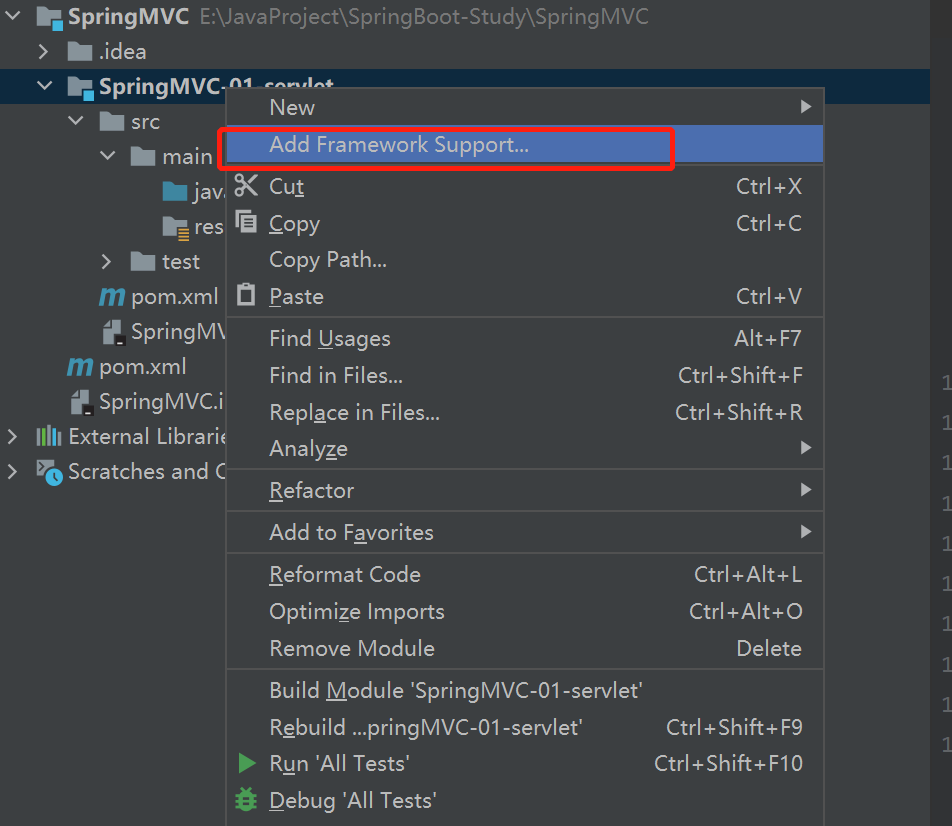 SpringMVC E:\JavaProject\SpringBoot-Study\SpringMVC
.idea
SpringMVC-01-servlet
src
main
test
pom.xml
pom.xml
SpringMVC.i
External
Scratches and
New
Add Framework Support...
Cut Ctrl+X
Copy Ctrl+C
Copy Path...
Paste Ctrl+V
Find Usages Alt+F7
Find in Files... Ctrl+Shift+F
Replace in Files... Ctrl+Shift+R
Analyze
Refactor
Add to Favorites
Reformat Code Ctrl+Alt+L
Optimize Imports Ctrl+Alt+O
Remove Module Delete
Build Module 'SpringMVC-01-servlet'
Rebuild ...pringMVC-01-servlet' Ctrl+Shift+F9
Run 'All Tests' Ctrl+Shift+F10
Debug 'All Tests'